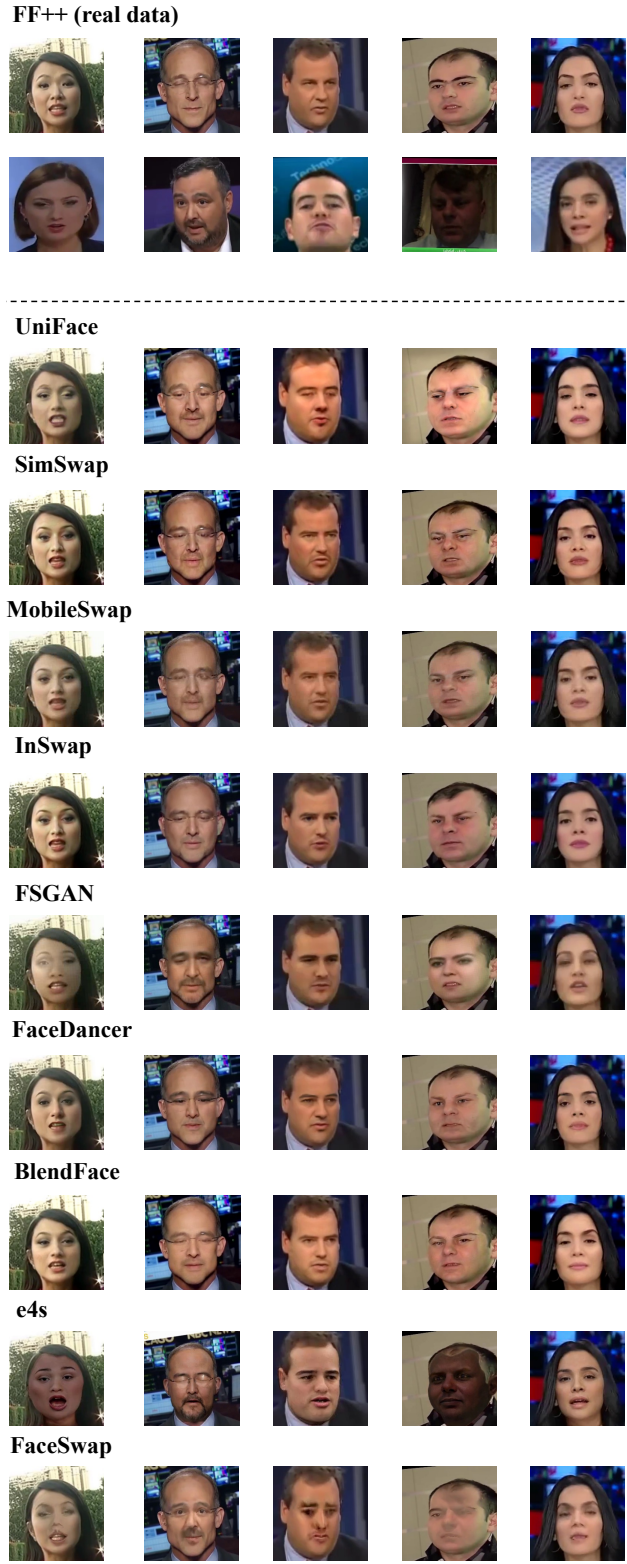 FF++ (real data)
UniFace
SimSwap
MobileSwap
InSwap
FSGAN
FaceDancer
BlendFace
e4s
FaceSwap